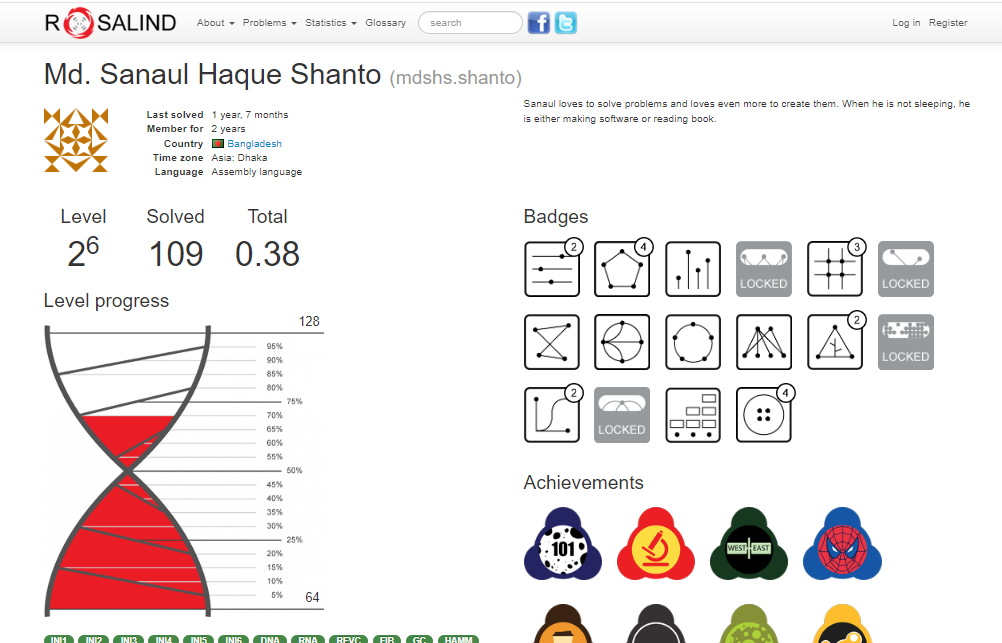 ROSALIND About Problems Statistics Glossary search Log in Register
Md. Sanaul Haque Shanto (mdshs.shanto)
Last solved 1 year, 7 months
Member for 2 years
Country Bangladesh
Time zone Asia: Dhaka
Language Assembly language
Sanaul loves to solve problems and loves even more to create them. When he is not sleeping, he
is either making software or reading book.
Level Solved Total
2⁶ 109 0.38
Level progress
128
95%
90%
85%
80%
75%
70%
65%
60%
55%
50%
45%
40%
35%
30%
25%
20%
15%
10%
5%
64
INI1 INI2 INI3 INI4 INI5 INI6 DNA RNA REVC FIB GC HAMM
Badges
2 4 LOCKED 3 LOCKED
2 LOCKED
2 LOCKED 4
Achievements
101 WEST EAST